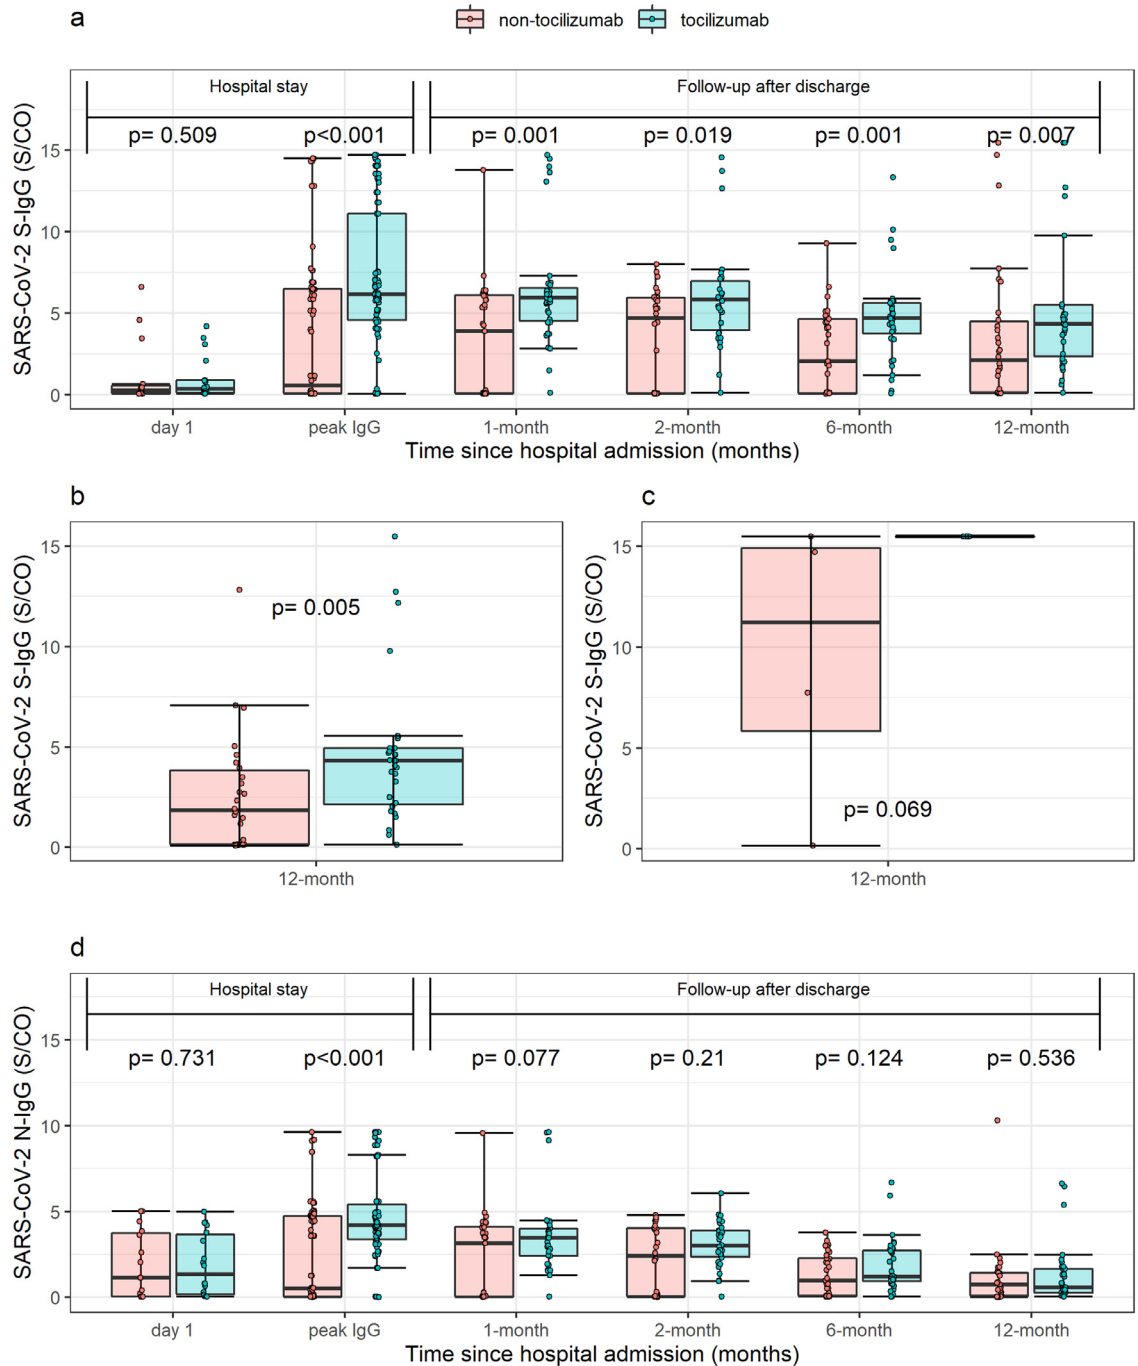 a
non-tocilizumab tocilizumab
Hospital stay Follow-up after discharge
p= 0.509 p<0.001 p= 0.001 p= 0.019 p= 0.001 p= 0.007
15
10
5
0
SARS-CoV-2 S-IgG (S/CO)
day 1 peak IgG 1-month 2-month 6-month 12-month
Time since hospital admission (months)
b
15
10
5
0
SARS-CoV-2 S-IgG (S/CO)
p= 0.005
12-month
c
15
10
5
0
SARS-CoV-2 S-IgG (S/CO)
p= 0.069
12-month
d
Hospital stay Follow-up after discharge
p= 0.731 p<0.001 p= 0.077 p= 0.21 p= 0.124 p= 0.536
15
10
5
0
SARS-CoV-2 N-IgG (S/CO)
day 1 peak IgG 1-month 2-month 6-month 12-month
Time since hospital admission (months)